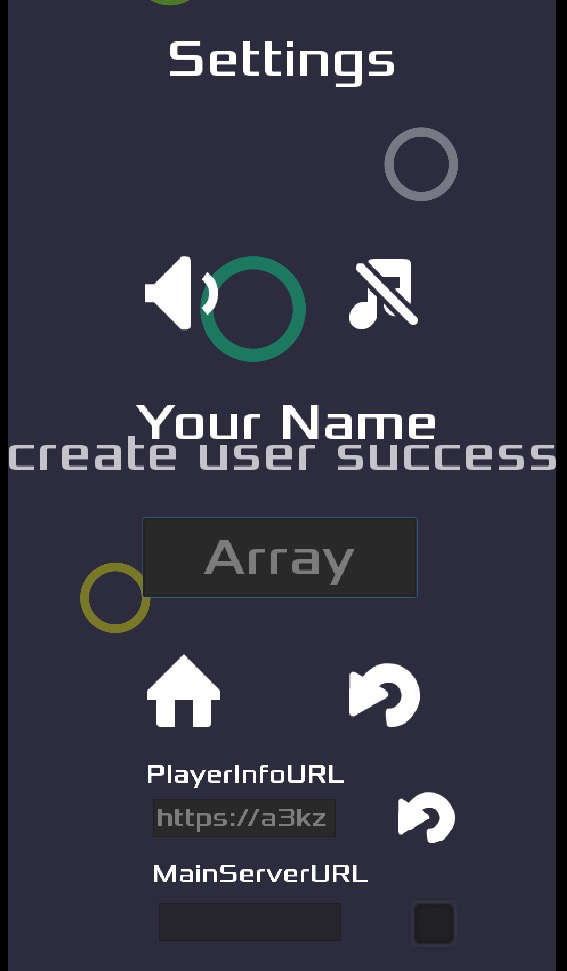 Settings
Your Name
create user success
Array
PlayerInfoURL
https://a3kz
MainServerURL